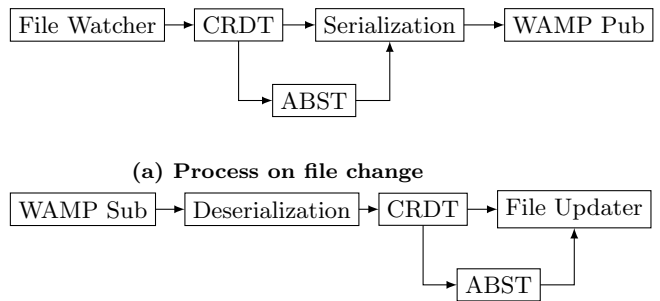 File Watcher CRDT Serialization WAMP Pub
ABST
(a) Process on file change
WAMP Sub Deserialization CRDT File Updater
ABST